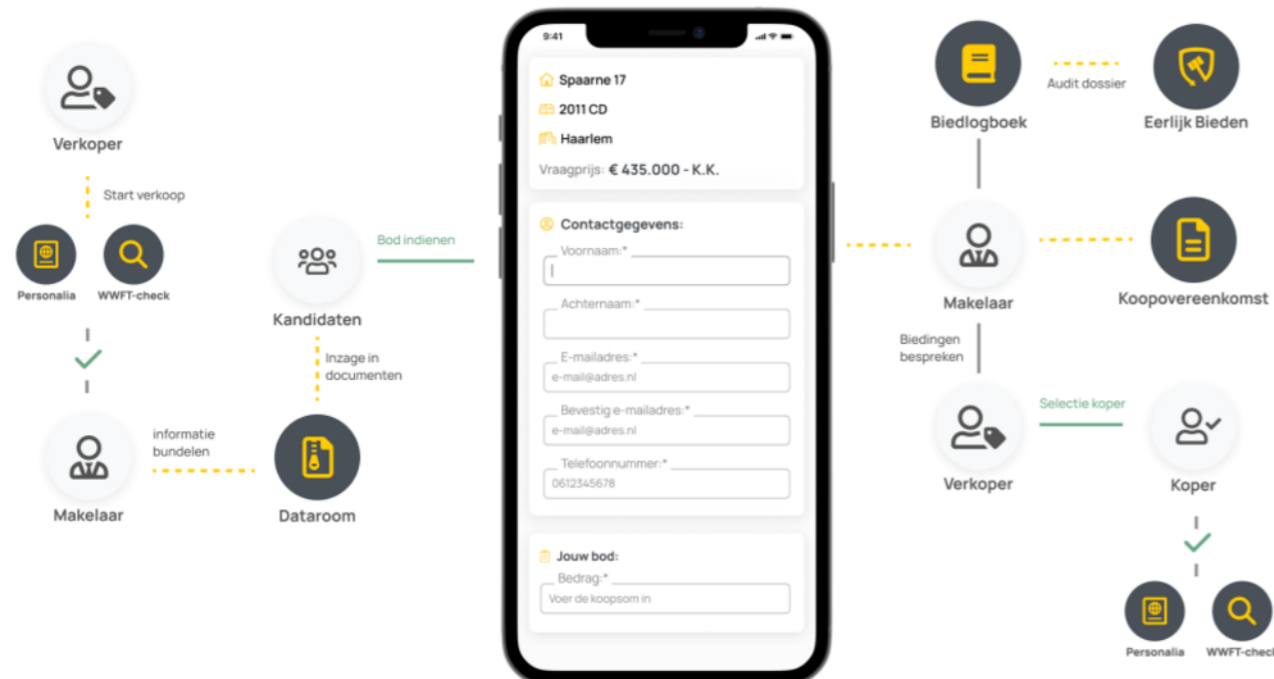 Verkoper
Start verkoop
Personalia
WWFT-check
Makelaar
informatie
bundelen
Dataroom
Inzage in
documenten
Kandidaten
Bod indienen
9:41
Spaarne 17
2011 CD
Haarlem
Vraagprijs: € 435.000 - K.K.
Contactgegevens:
Voornaam:*
Achternaam:*
E-mailadres:*
e-mail@adres.nl
Bevestig e-mailadres:*
e-mail@adres.nl
Telefoonnummer:*
0612345678
Jouw bod:
Bedrag:*
Voer de koopsom in
Biedlogboek
Audit dossier
Eerlijk Bieden
Makelaar
Koopovereenkomst
Biedingen
bespreken
Verkoper
Selectie koper
Koper
Personalia
WWFT-check